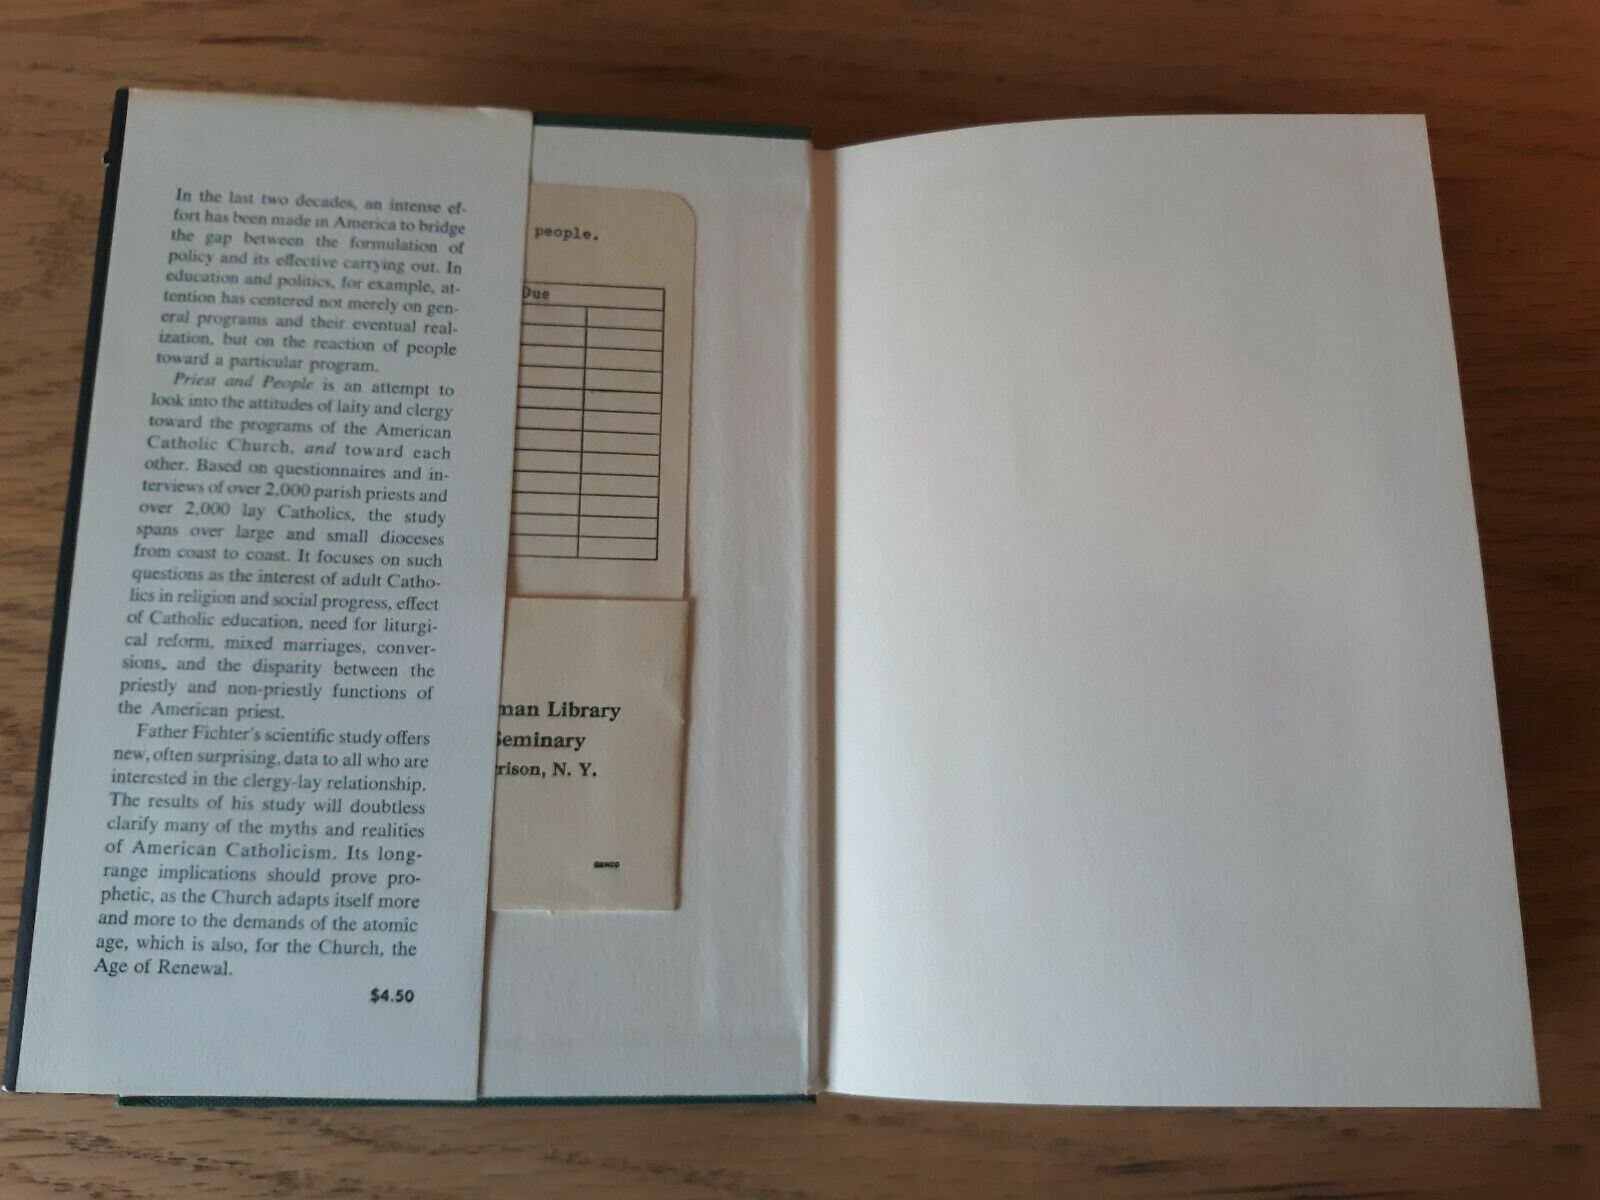 In the last two decades, an intense ef-
fort has been made in America to bridge
the gap between the formulation of
policy and its effective carrying out. In
education and politics, for example, at-
tention has centered not merely on gen-
eral programs and their eventual real-
ization, but on the reaction of people
toward a particular program.
Priest and People is an attempt to
look into the attitudes of laity and clergy
toward the programs of the American
Catholic Church, and toward each
other. Based on questionnaires and in-
terviews of over 2,000 parish priests and
over 2,000 lay Catholics, the study
spans over large and small dioceses
from coast to coast. It focuses on such
questions as the interest of adult Catho-
lics in religion and social progress, effect
of Catholic education, need for liturgi-
cal reform, mixed marriages, conver-
sions, and the disparity between the
priestly and non-priestly functions of
the American priest.
Father Fichter's scientific study offers
new, often surprising, data to all who are
interested in the clergy-lay relationship.
The results of his study will doubtless
clarify many of the myths and realities
of American Catholicism. Its long-
range implications should prove pro-
phetic, as the Church adapts itself more
and more to the demands of the atomic
age, which is also, for the Church, the
Age of Renewal.
$4.50
people.
Due
man Library
Seminary
rison, N. Y.